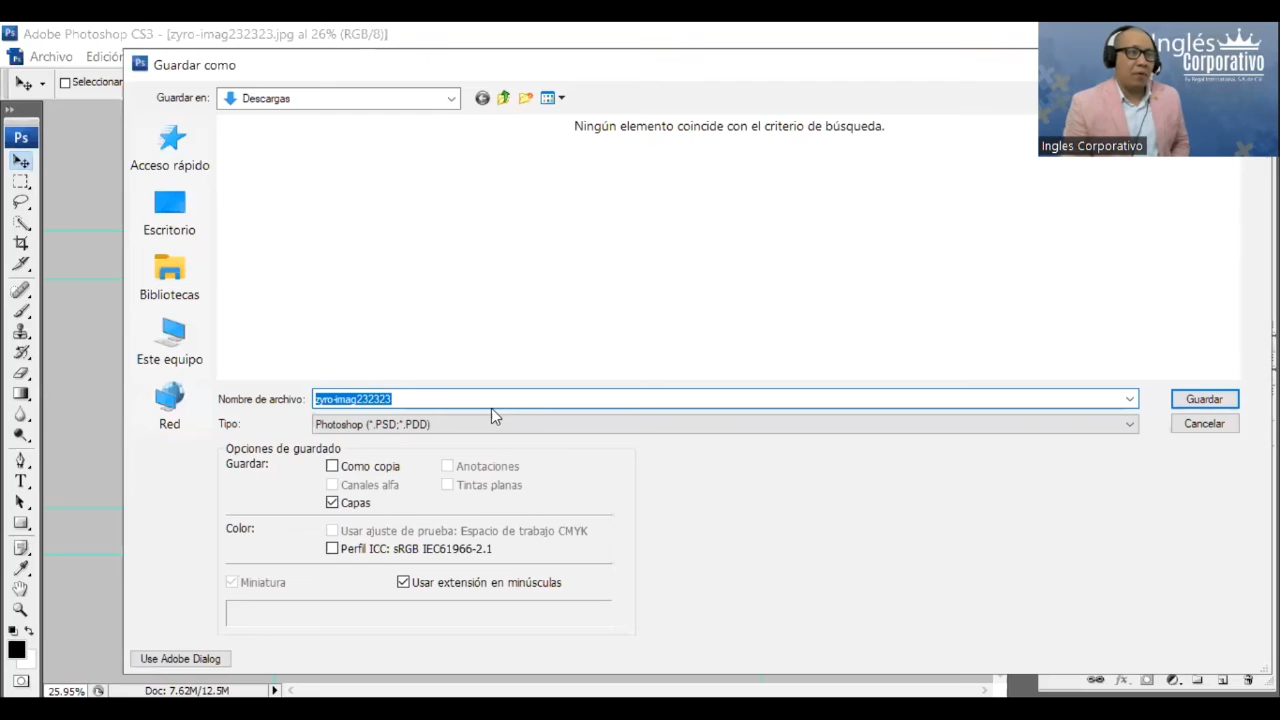 Adobe Photoshop CS3 - [zyro-imag232323.jpg al 26% (RGB/8)]
Archivo Edición
Guardar como
Inglés
Corporativo
Seleccionar
Guardar en: Descargas
Ningún elemento coincide con el criterio de búsqueda.
Ingles Corporativo
Ps
Acceso rápido
Escritorio
Bibliotecas
Este equipo
Red
Nombre de archivo: zyro-imag232323 Guardar
Tipo: Photoshop (*.PSD;*.PDD) Cancelar
Opciones de guardado
Guardar: Como copia Anotaciones
Canales alfa Tintas planas
Capas
Color: Usar ajuste de prueba: Espacio de trabajo CMYK
Perfil ICC: sRGB IEC61966-2.1
Miniatura Usar extensión en minúsculas
Use Adobe Dialog
25.95% Doc: 7.62M/12.5M